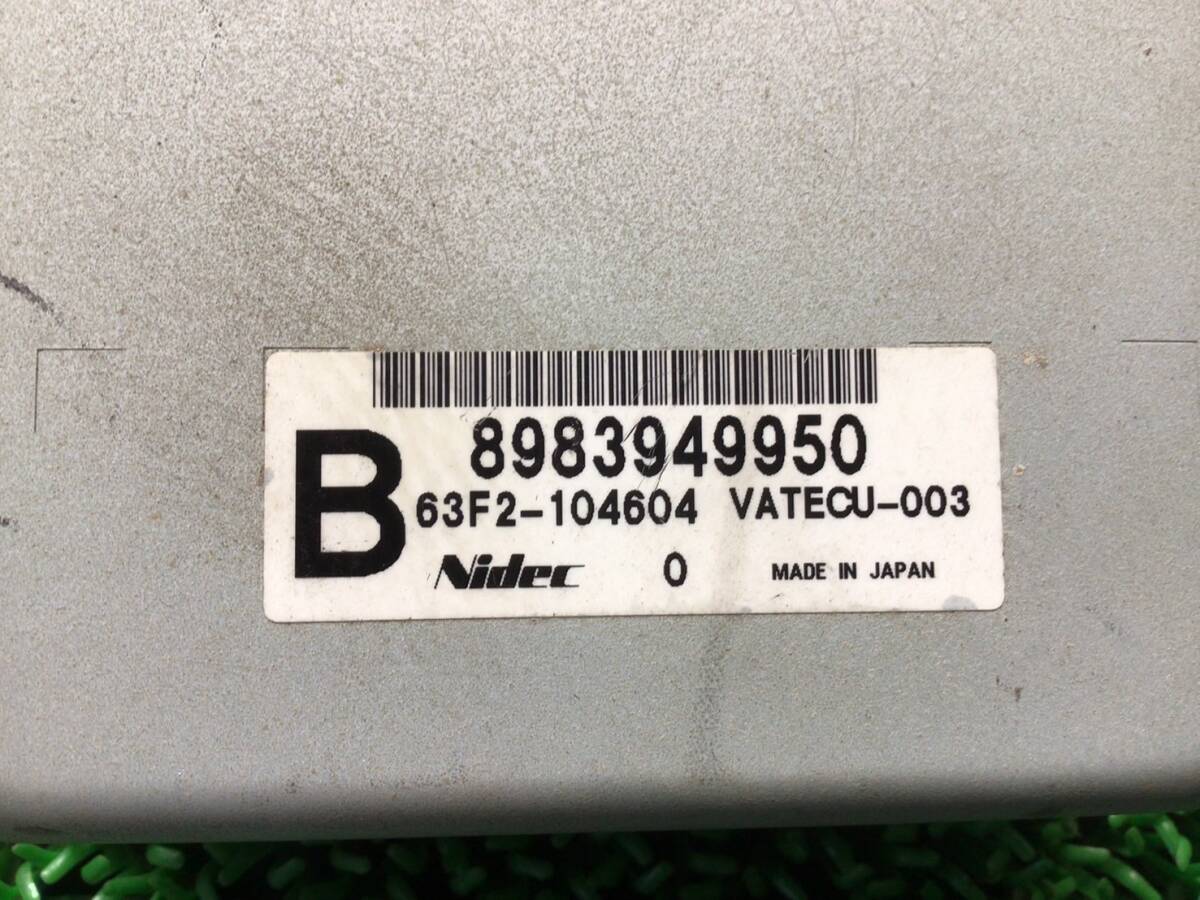 8983949950
B 63F2-104604 VATECU-003
Nidec 0 MADE IN JAPAN